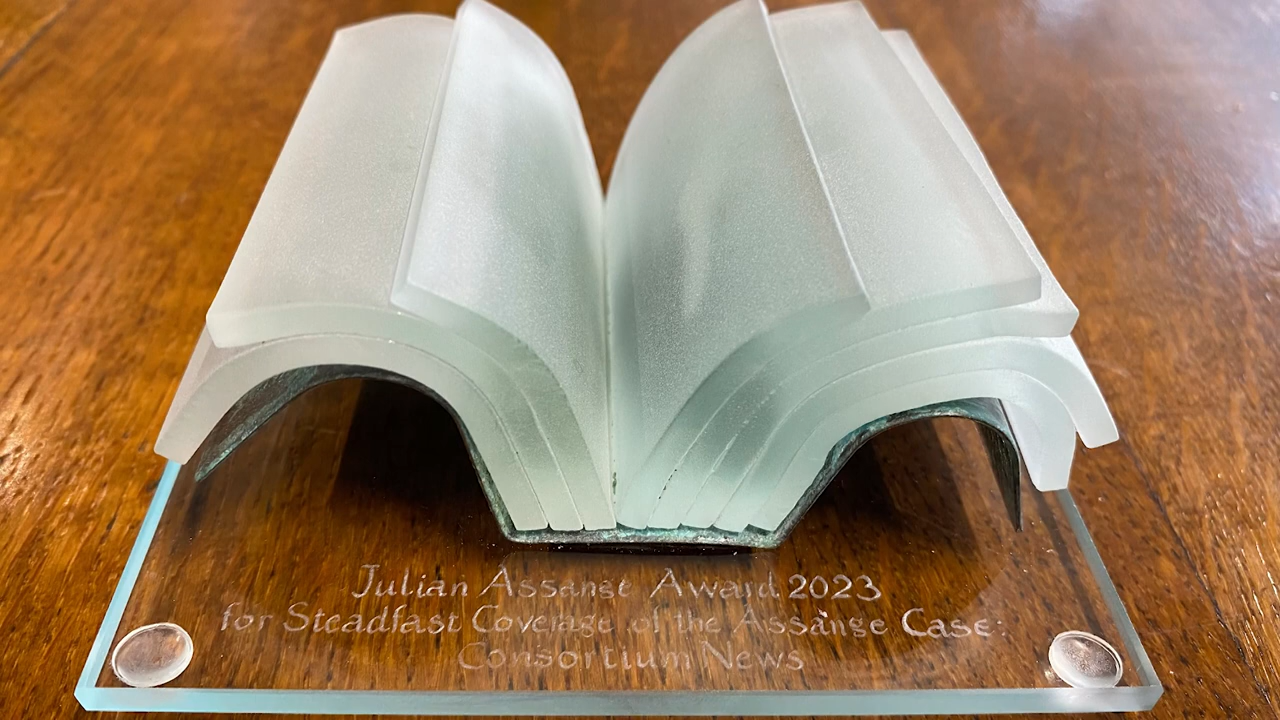 Julian Assange Award 2023
for Steadfast Coverage of the Assange Case:
Consortium News